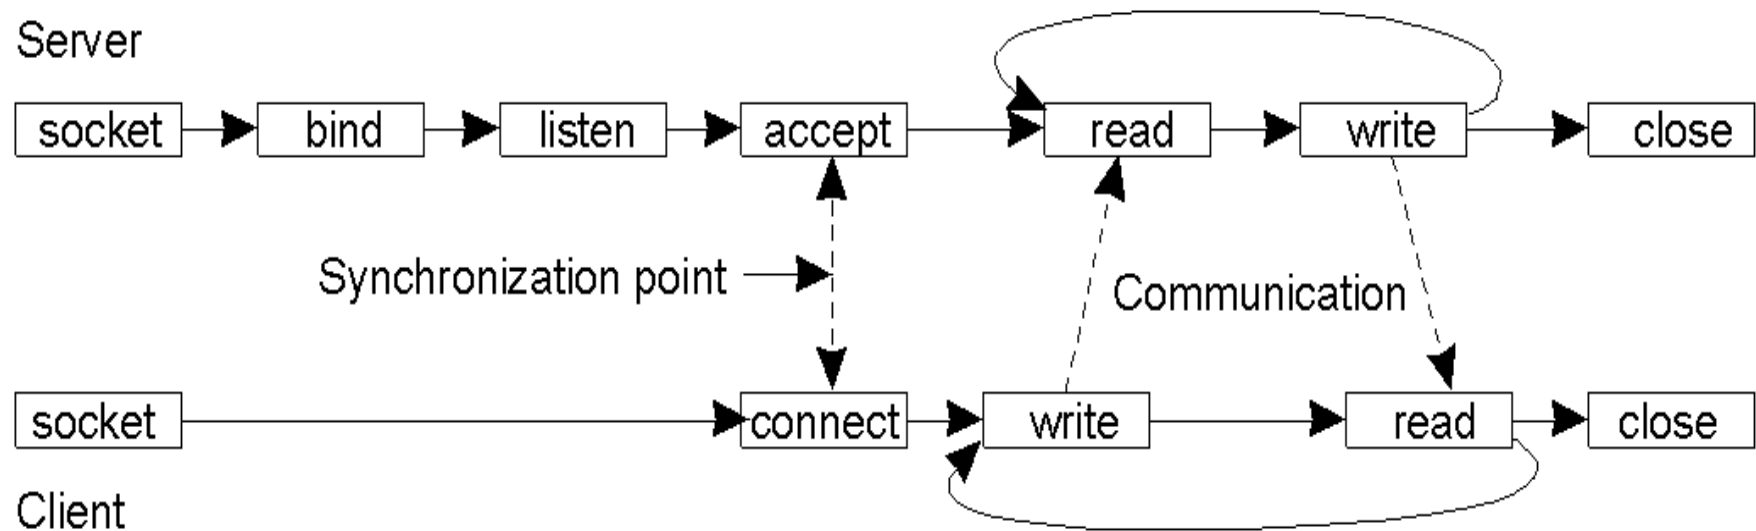 Server
socket bind listen accept read write close
Synchronization point
Communication
socket connect write read close
Client